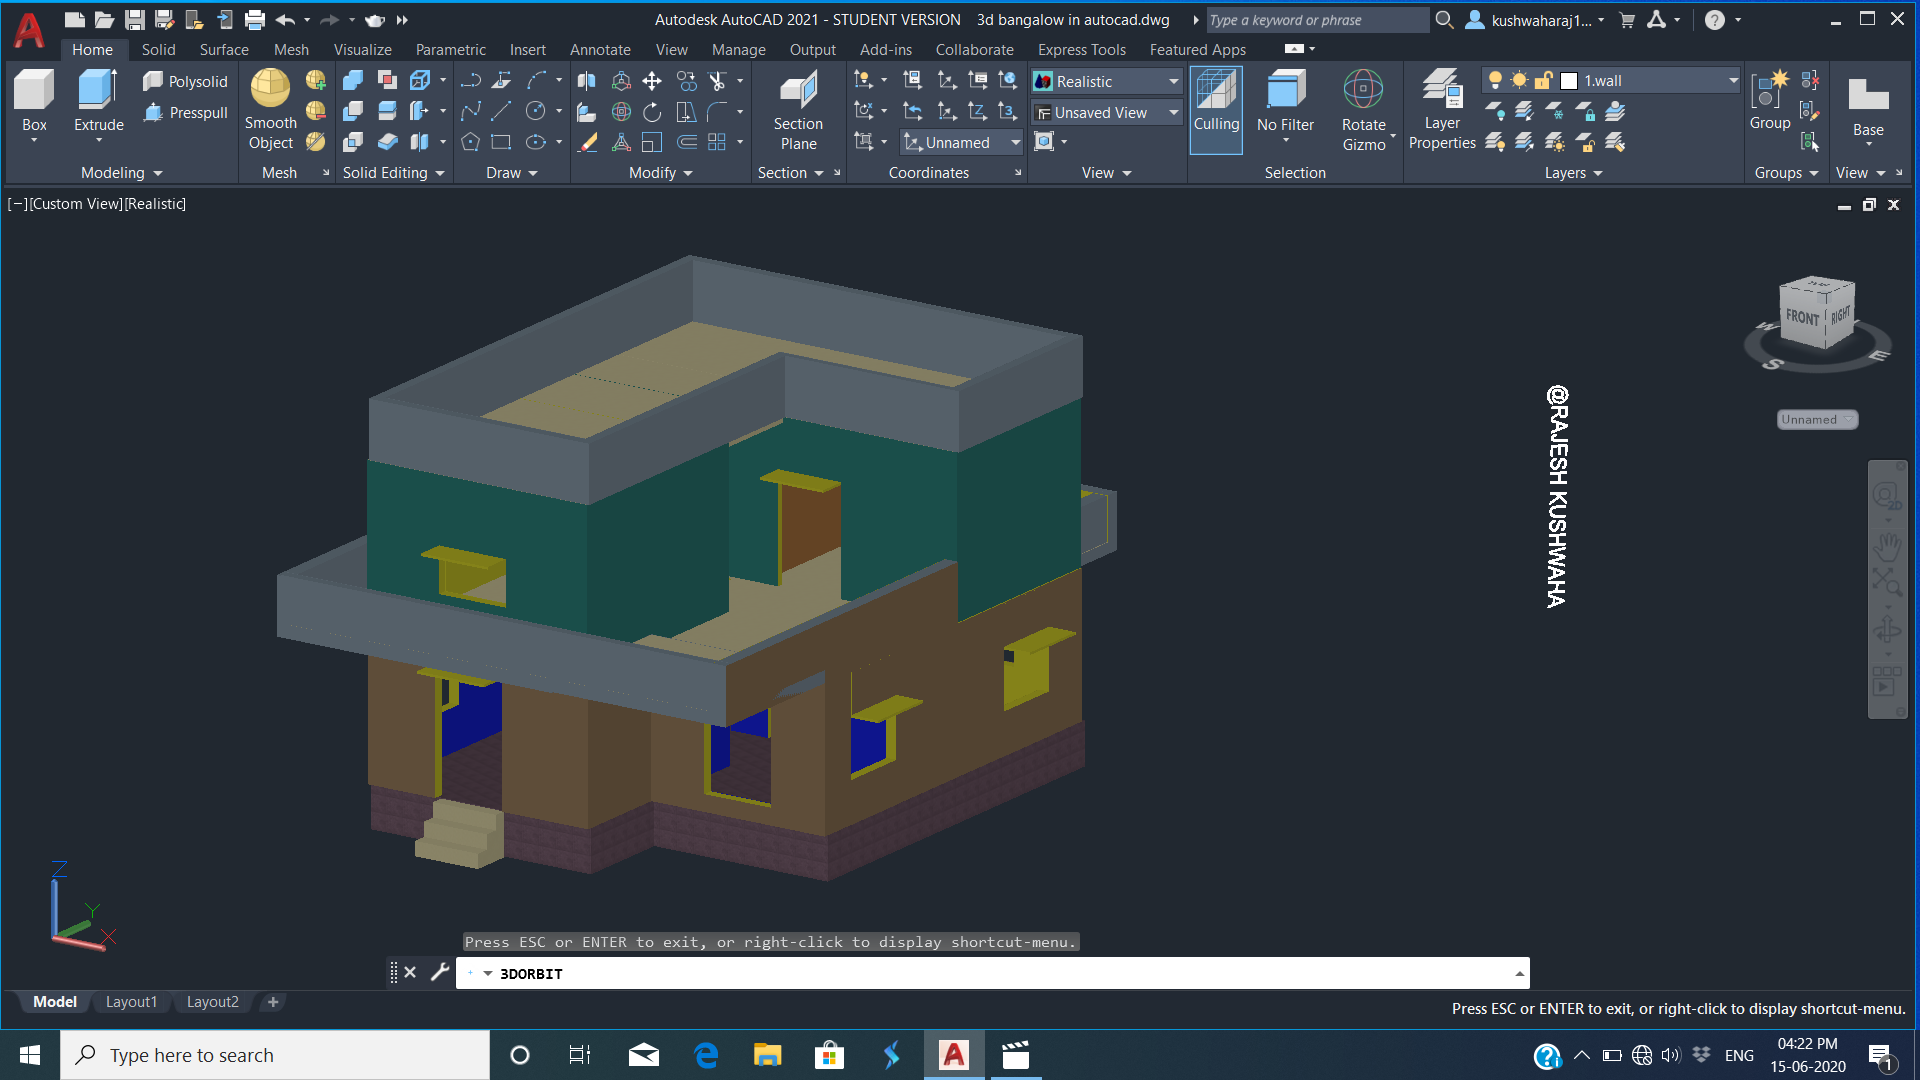 Autodesk AutoCAD 2021 - STUDENT VERSION 3d bangalow in autocad.dwg
Type a keyword or phrase
kushwaharaj1...
Home Solid Surface Mesh Visualize Parametric Insert Annotate View Manage Output Add-ins Collaborate Express Tools Featured Apps
Box
Extrude
Polysolid
Presspull
Smooth
Object
Section
Plane
Unnamed
Realistic
Unsaved View
Culling
No Filter
Rotate
Gizmo
Layer
Properties
1.wall
Group
Base
Modeling
Mesh
Solid Editing
Draw
Modify
Section
Coordinates
View
Selection
Layers
Groups
View
[−][Custom View][Realistic]
TOP
FRONT
RIGHT
W
S
E
Unnamed
2D
@RAJESH KUSHWAHA
Z
Y
X
Press ESC or ENTER to exit, or right-click to display shortcut-menu.
3DORBIT
Model Layout1 Layout2 +
Press ESC or ENTER to exit, or right-click to display shortcut-menu.
Type here to search
ENG
04:22 PM
15-06-2020
1